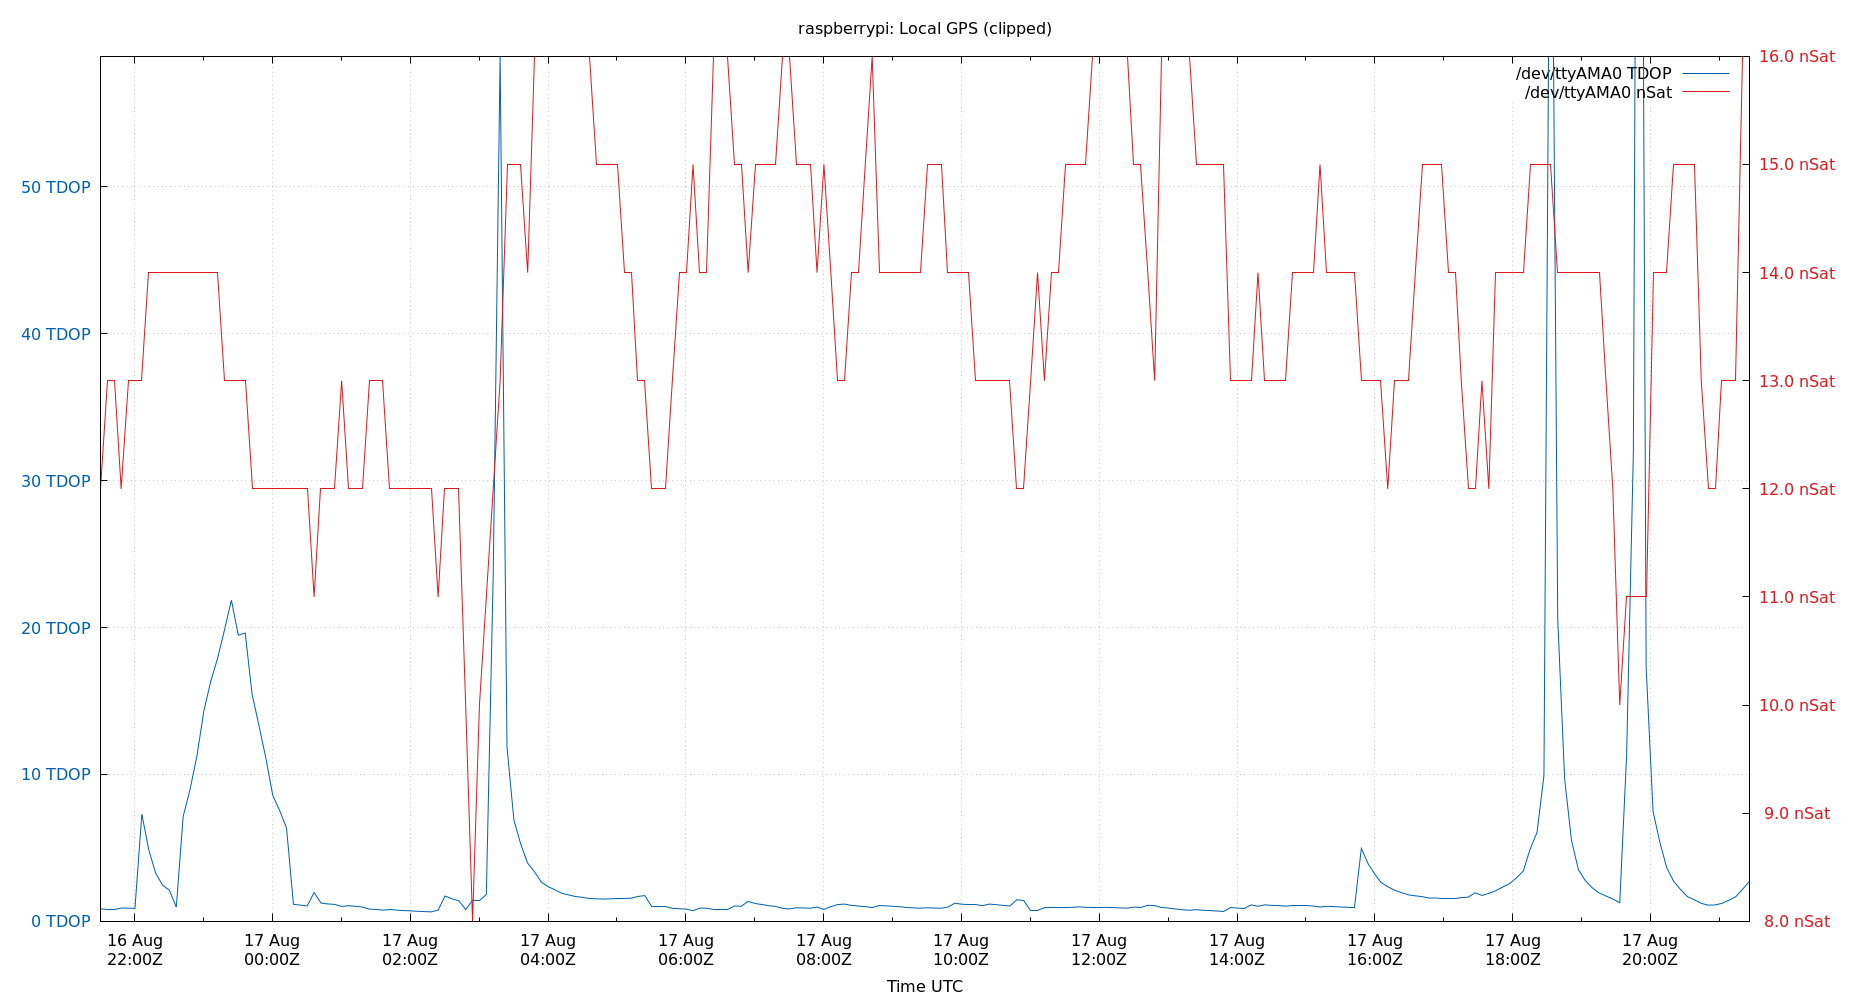 raspberrypi: Local GPS (clipped)
16.0 nSat
/dev/ttyAMA0 TDOP
/dev/ttyAMA0 nSat
15.0 nSat
50 TDOP
14.0 nSat
40 TDOP
13.0 nSat
30 TDOP
12.0 nSat
11.0 nSat
20 TDOP
10.0 nSat
10 TDOP
9.0 nSat
0 TDOP
8.0 nSat
16 Aug
22:00Z
17 Aug
00:00Z
17 Aug
02:00Z
17 Aug
04:00Z
17 Aug
06:00Z
17 Aug
08:00Z
17 Aug
10:00Z
17 Aug
12:00Z
17 Aug
14:00Z
17 Aug
16:00Z
17 Aug
18:00Z
17 Aug
20:00Z
Time UTC